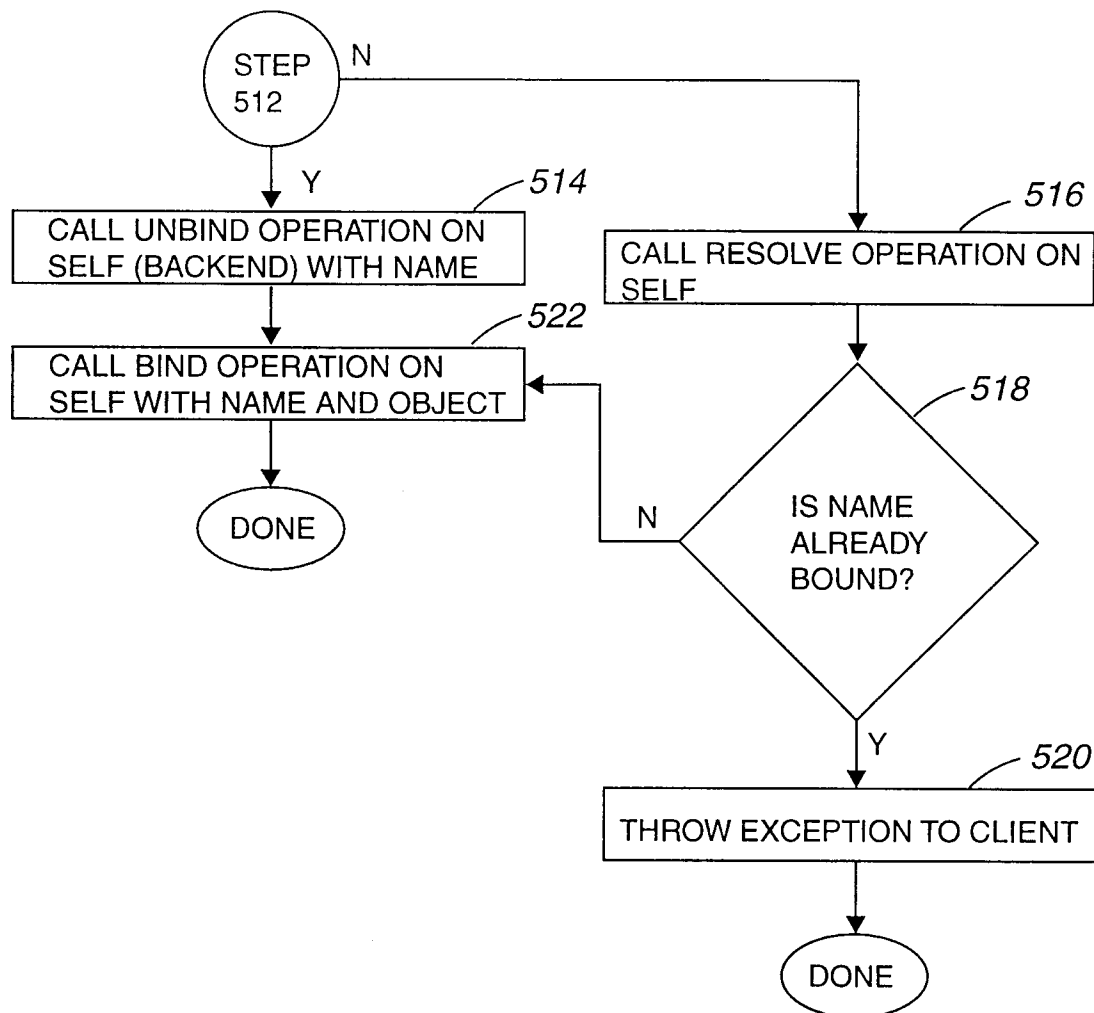 STEP
512
N
Y
514
CALL UNBIND OPERATION ON
SELF (BACKEND) WITH NAME
516
CALL RESOLVE OPERATION ON
SELF
522
CALL BIND OPERATION ON
SELF WITH NAME AND OBJECT
518
IS NAME
ALREADY
BOUND?
N
DONE
Y
520
THROW EXCEPTION TO CLIENT
DONE